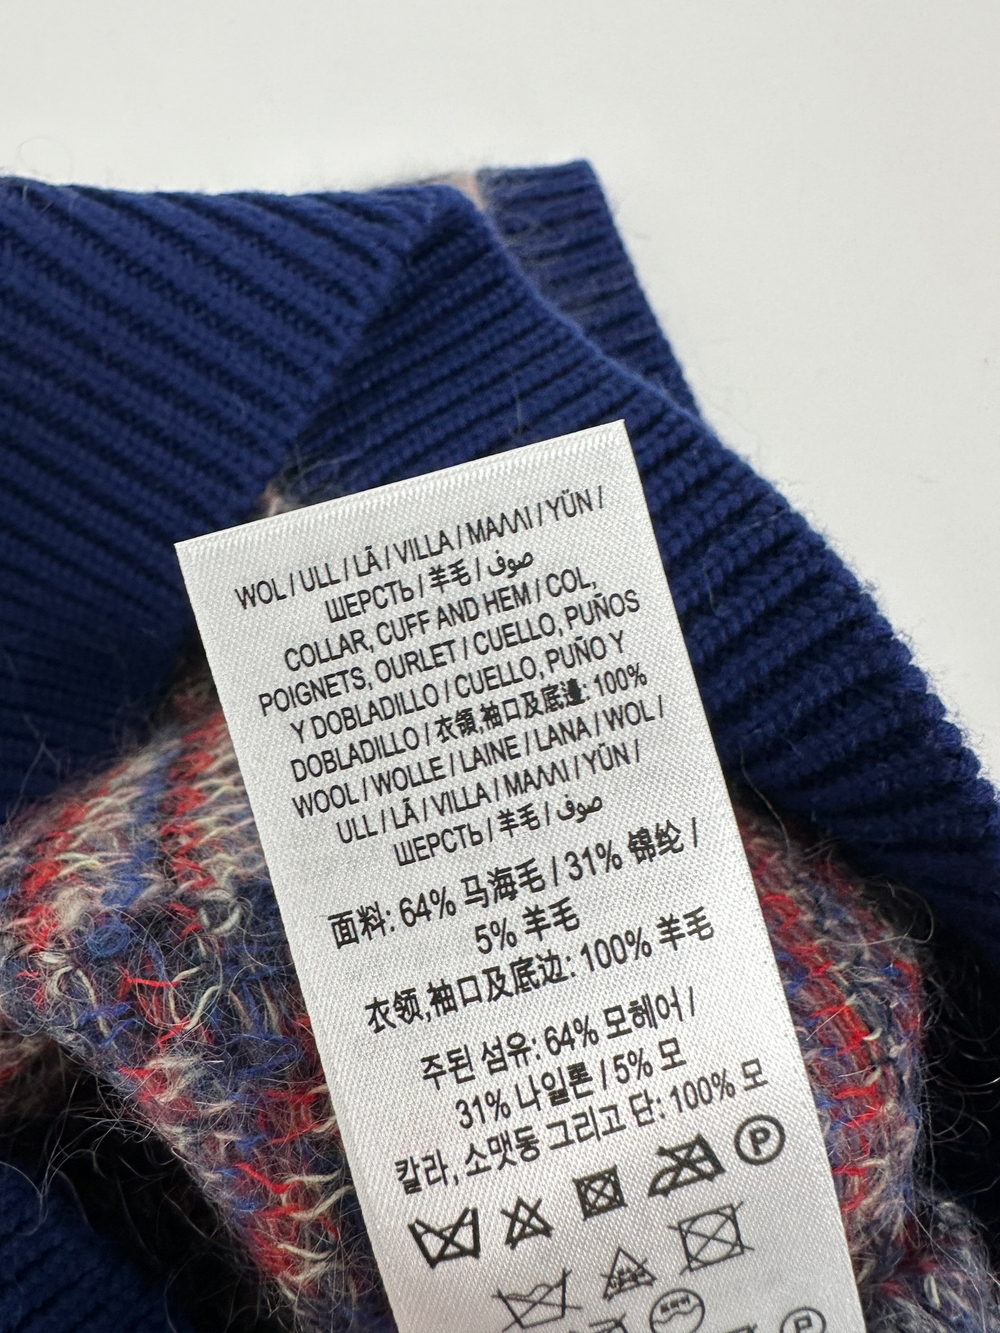 WOL / ULL / LÃ / VILLA / ΜΑΛΛΙ / YÜN /
ШЕРСТЬ / 羊毛 / صوف
COLLAR, CUFF AND HEM / COL,
POIGNETS, OURLET / CUELLO, PUÑOS
Y DOBLADILLO / CUELLO, PUÑO Y
DOBLADILLO / 衣領,袖口及底邊: 100%
WOOL / WOLLE / LAINE / LANA / WOL /
ULL / LÃ / VILLA / ΜΑΛΛΙ / YÜN /
ШЕРСТЬ / 羊毛 / صوف
面料: 64% 马海毛 / 31% 锦纶 /
5% 羊毛
衣领,袖口及底边: 100% 羊毛
주된 섬유: 64% 모헤어 /
31% 나일론 / 5% 모
칼라, 소맷동 그리고 단: 100% 모
P
P